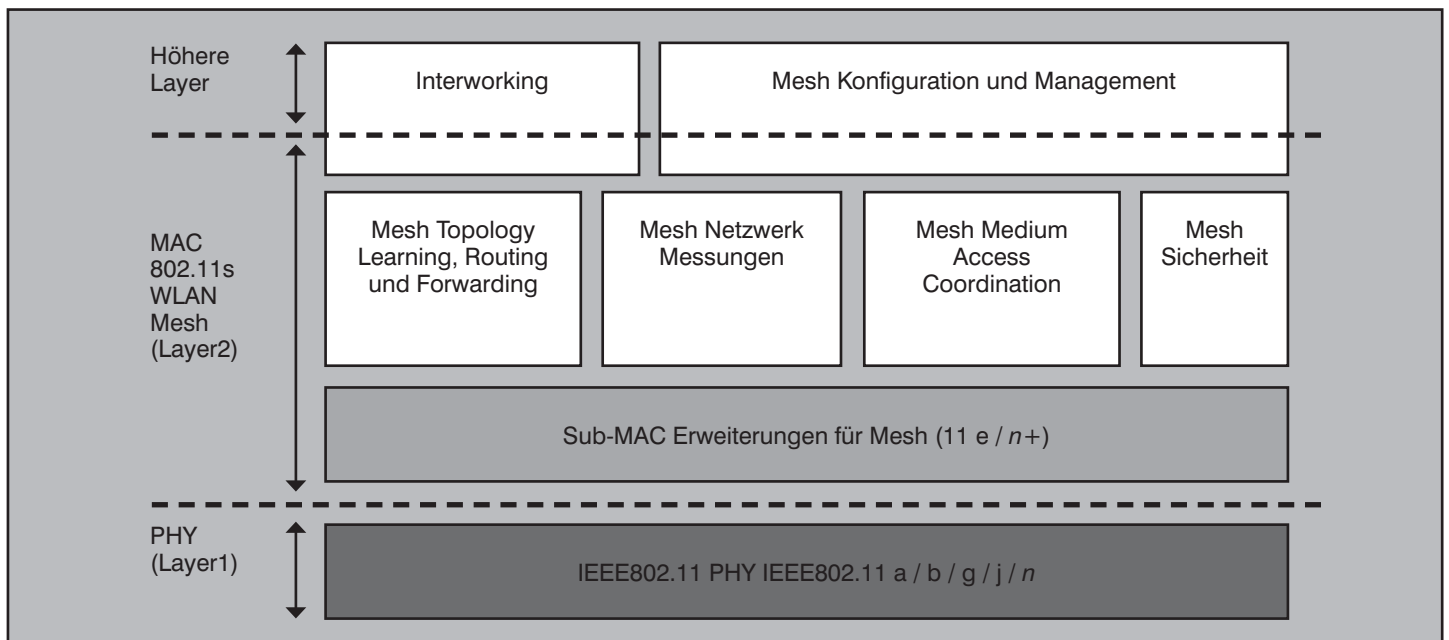 Höhere
Layer
Interworking
Mesh Konfiguration und Management
MAC
802.11s
WLAN
Mesh
(Layer2)
Mesh Topology
Learning, Routing
und Forwarding
Mesh Netzwerk
Messungen
Mesh Medium
Access
Coordination
Mesh
Sicherheit
Sub-MAC Erweiterungen für Mesh (11 e / n+)
PHY
(Layer1)
IEEE802.11 PHY IEEE802.11 a / b / g / j / n